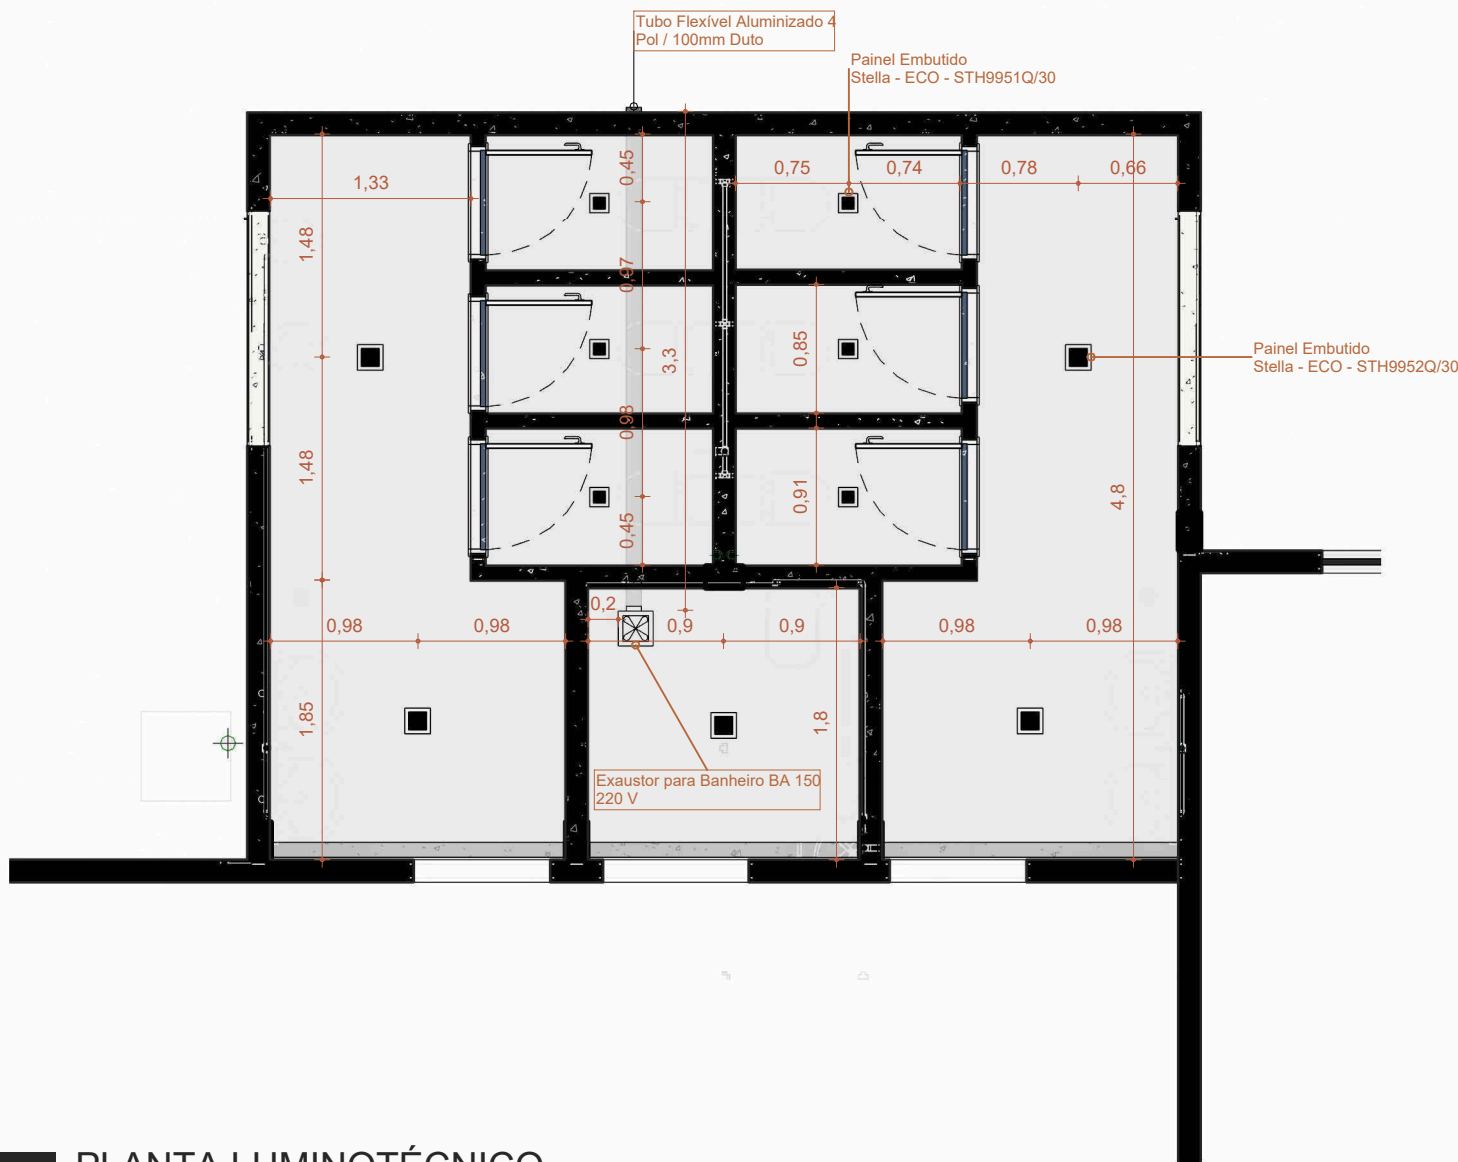 Tubo Flexível Aluminizado 4
Pol / 100mm Duto
Painel Embutido
Stella - ECO - STH9951Q/30
0,45
0,75
0,74
0,78
0,66
1,33
1,48
0,97
3,3
0,85
Painel Embutido
Stella - ECO - STH9952Q/30
0,98
1,48
0,91
4,8
0,45
0,2
0,98
0,98
0,9
0,9
0,98
0,98
1,85
1,8
Exaustor para Banheiro BA 150
220 V
PLANTA LUMINOTÉCNICO